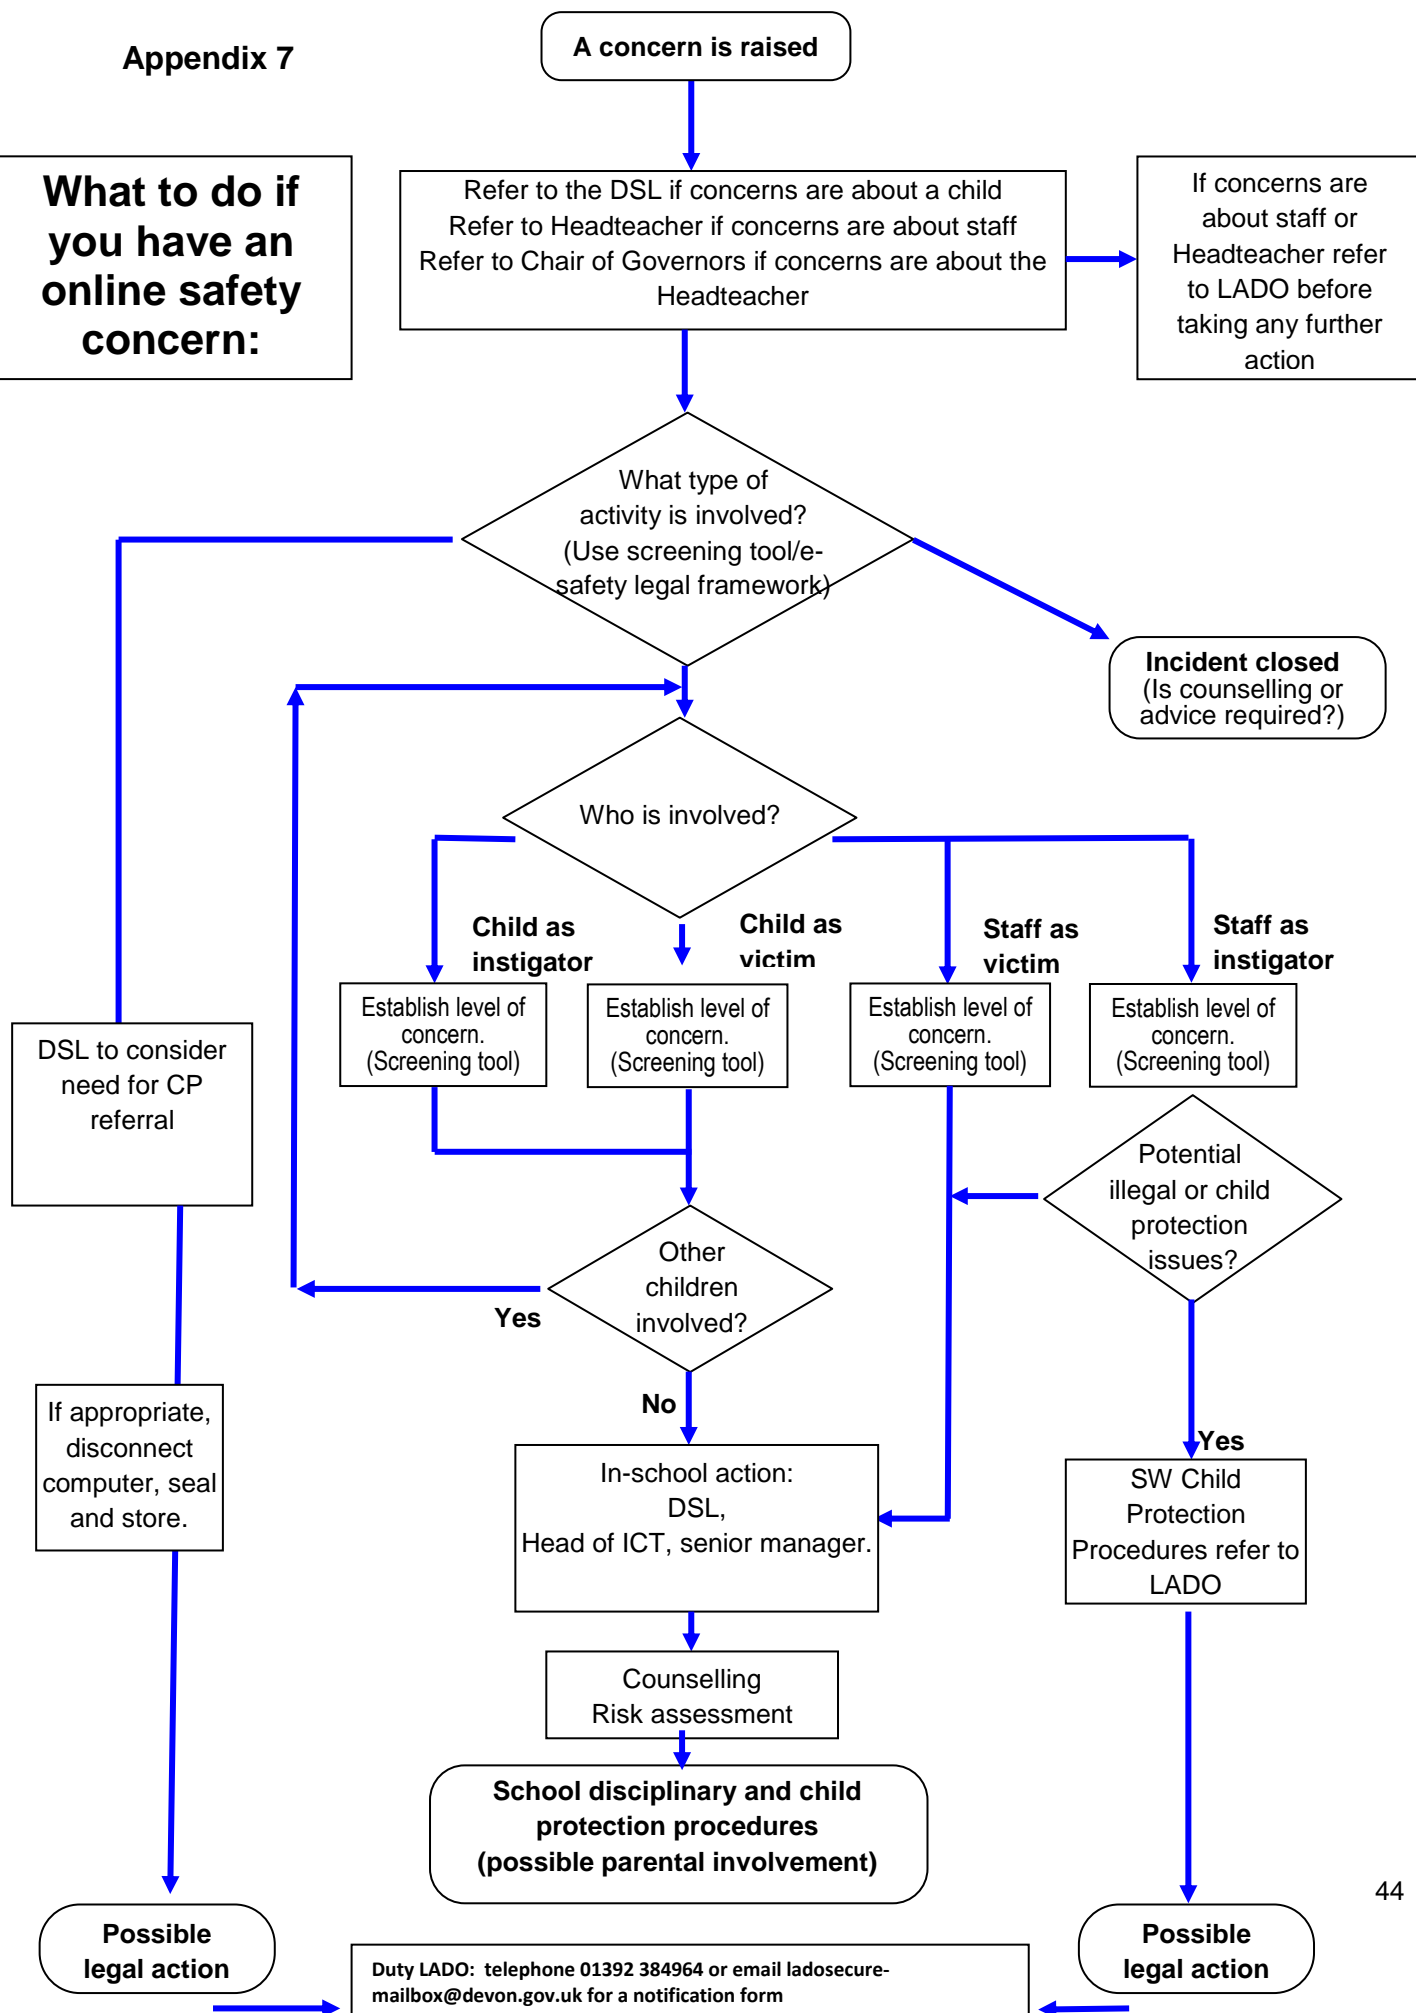 Appendix 7
A concern is raised
What to do if
you have an
online safety
concern:
Refer to the DSL if concerns are about a child
Refer to Headteacher if concerns are about staff
Refer to Chair of Governors if concerns are about the
Headteacher
If concerns are
about staff or
Headteacher refer
to LADO before
taking any further
action
What type of
activity is involved?
(Use screening tool/e-
safety legal framework)
Incident closed
(Is counselling or
advice required?)
Who is involved?
Child as
instigator
Child as
victim
Staff as
victim
Staff as
instigator
Establish level of
concern.
(Screening tool)
Establish level of
concern.
(Screening tool)
Establish level of
concern.
(Screening tool)
Establish level of
concern.
(Screening tool)
DSL to consider
need for CP
referral
Potential
illegal or child
protection
issues?
Other
children
involved?
Yes
No
If appropriate,
disconnect
computer, seal
and store.
In-school action:
DSL,
Head of ICT, senior manager.
Yes
SW Child
Protection
Procedures refer to
LADO
Counselling
Risk assessment
School disciplinary and child
protection procedures
(possible parental involvement)
44
Possible
legal action
Possible
legal action
Duty LADO: telephone 01392 384964 or email ladosecure-
mailbox@devon.gov.uk for a notification form